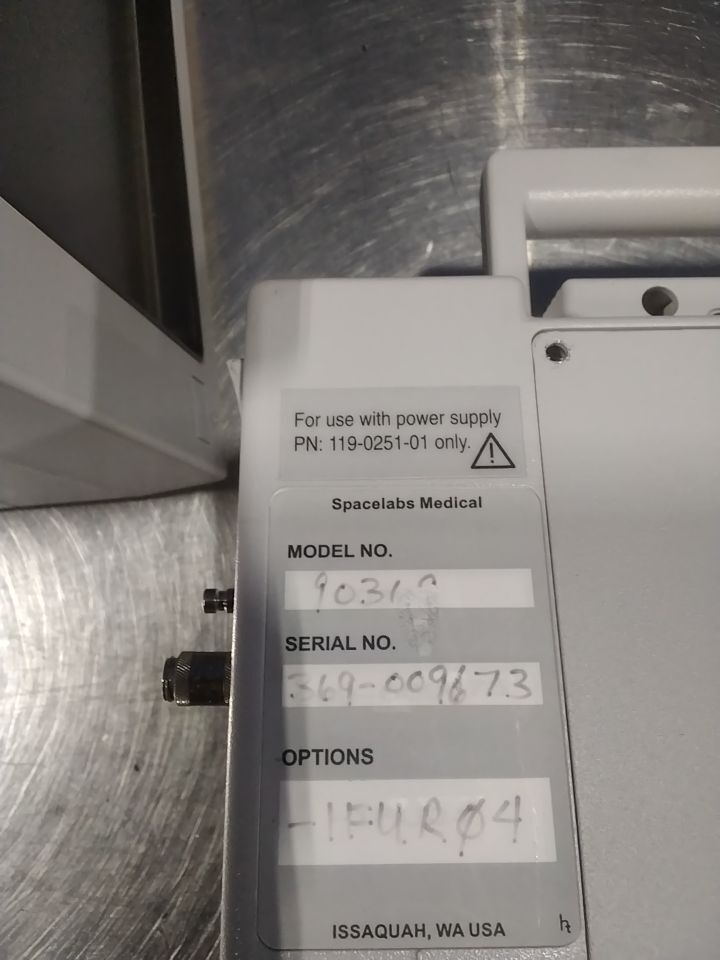 For use with power supply
PN: 119-0251-01 only.
Spacelabs Medical
MODEL NO.
SERIAL NO.
369-009673
OPTIONS
-1FURØ4
ISSAQUAH, WA USA